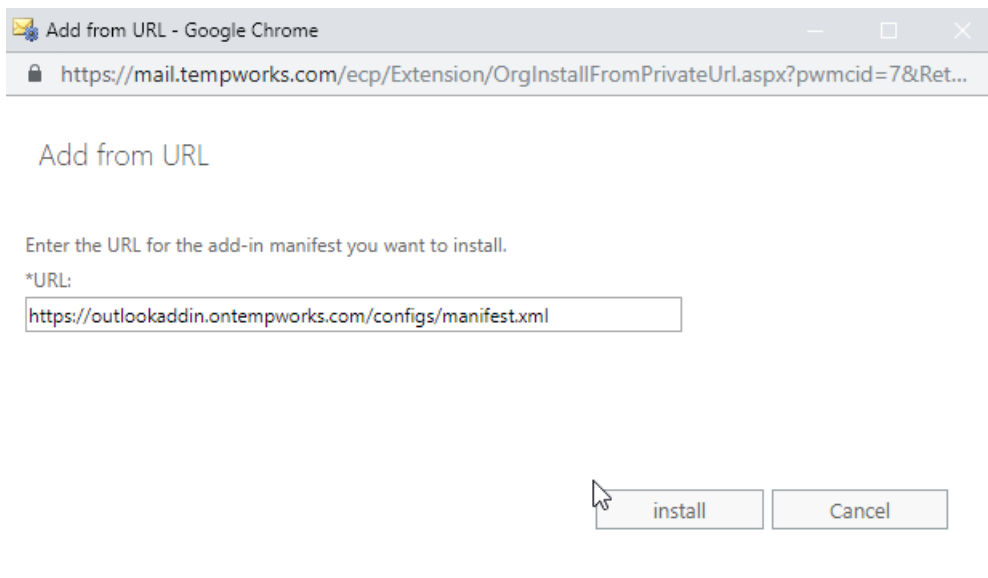 Add from URL - Google Chrome
https://mail.tempworks.com/ecp/Extension/OrgInstallFromPrivateUrl.aspx?pwmcid=7&Ret...
Add from URL
Enter the URL for the add-in manifest you want to install.
*URL:
https://outlookaddin.ontempworks.com/configs/manifest.xml
install Cancel